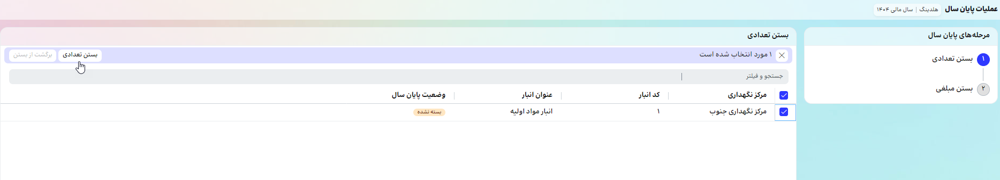 عملیات پایان سال
هلدینگ | سال مالی ۱۴۰۴
مرحله‌های پایان سال
۱ بستن تعدادی
۲ بستن مبلغی
بستن تعدادی
۱ مورد انتخاب شده است
بستن تعدادی
برگشت از بستن
جستجو و فیلتر
مرکز نگهداری کد انبار عنوان انبار وضعیت پایان سال
مرکز نگهداری جنوب ۱ انبار مواد اولیه بسته نشده